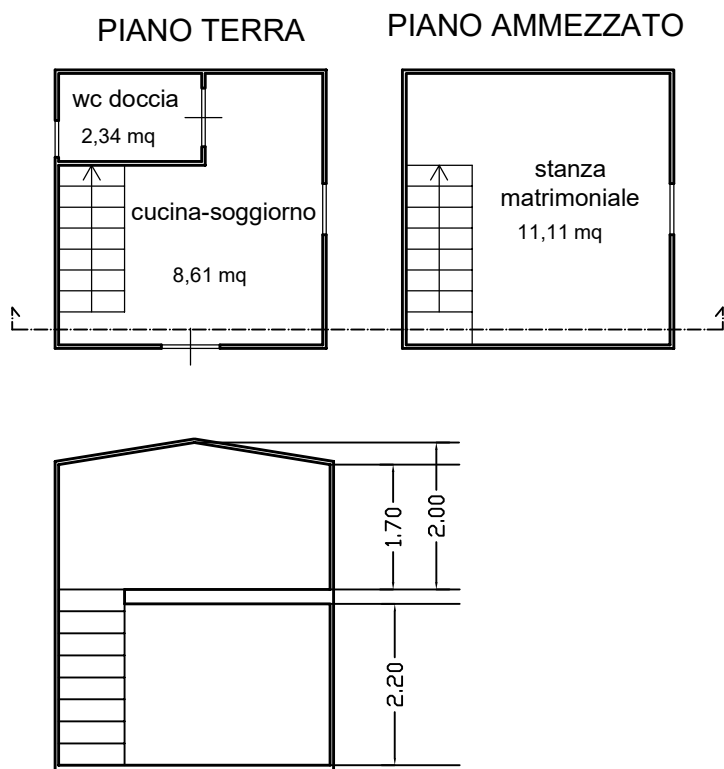 PIANO TERRA
PIANO AMMEZZATO
wc doccia
2,34 mq
cucina-soggiorno
8,61 mq
stanza
matrimoniale
11,11 mq
1.70
2.00
2.20